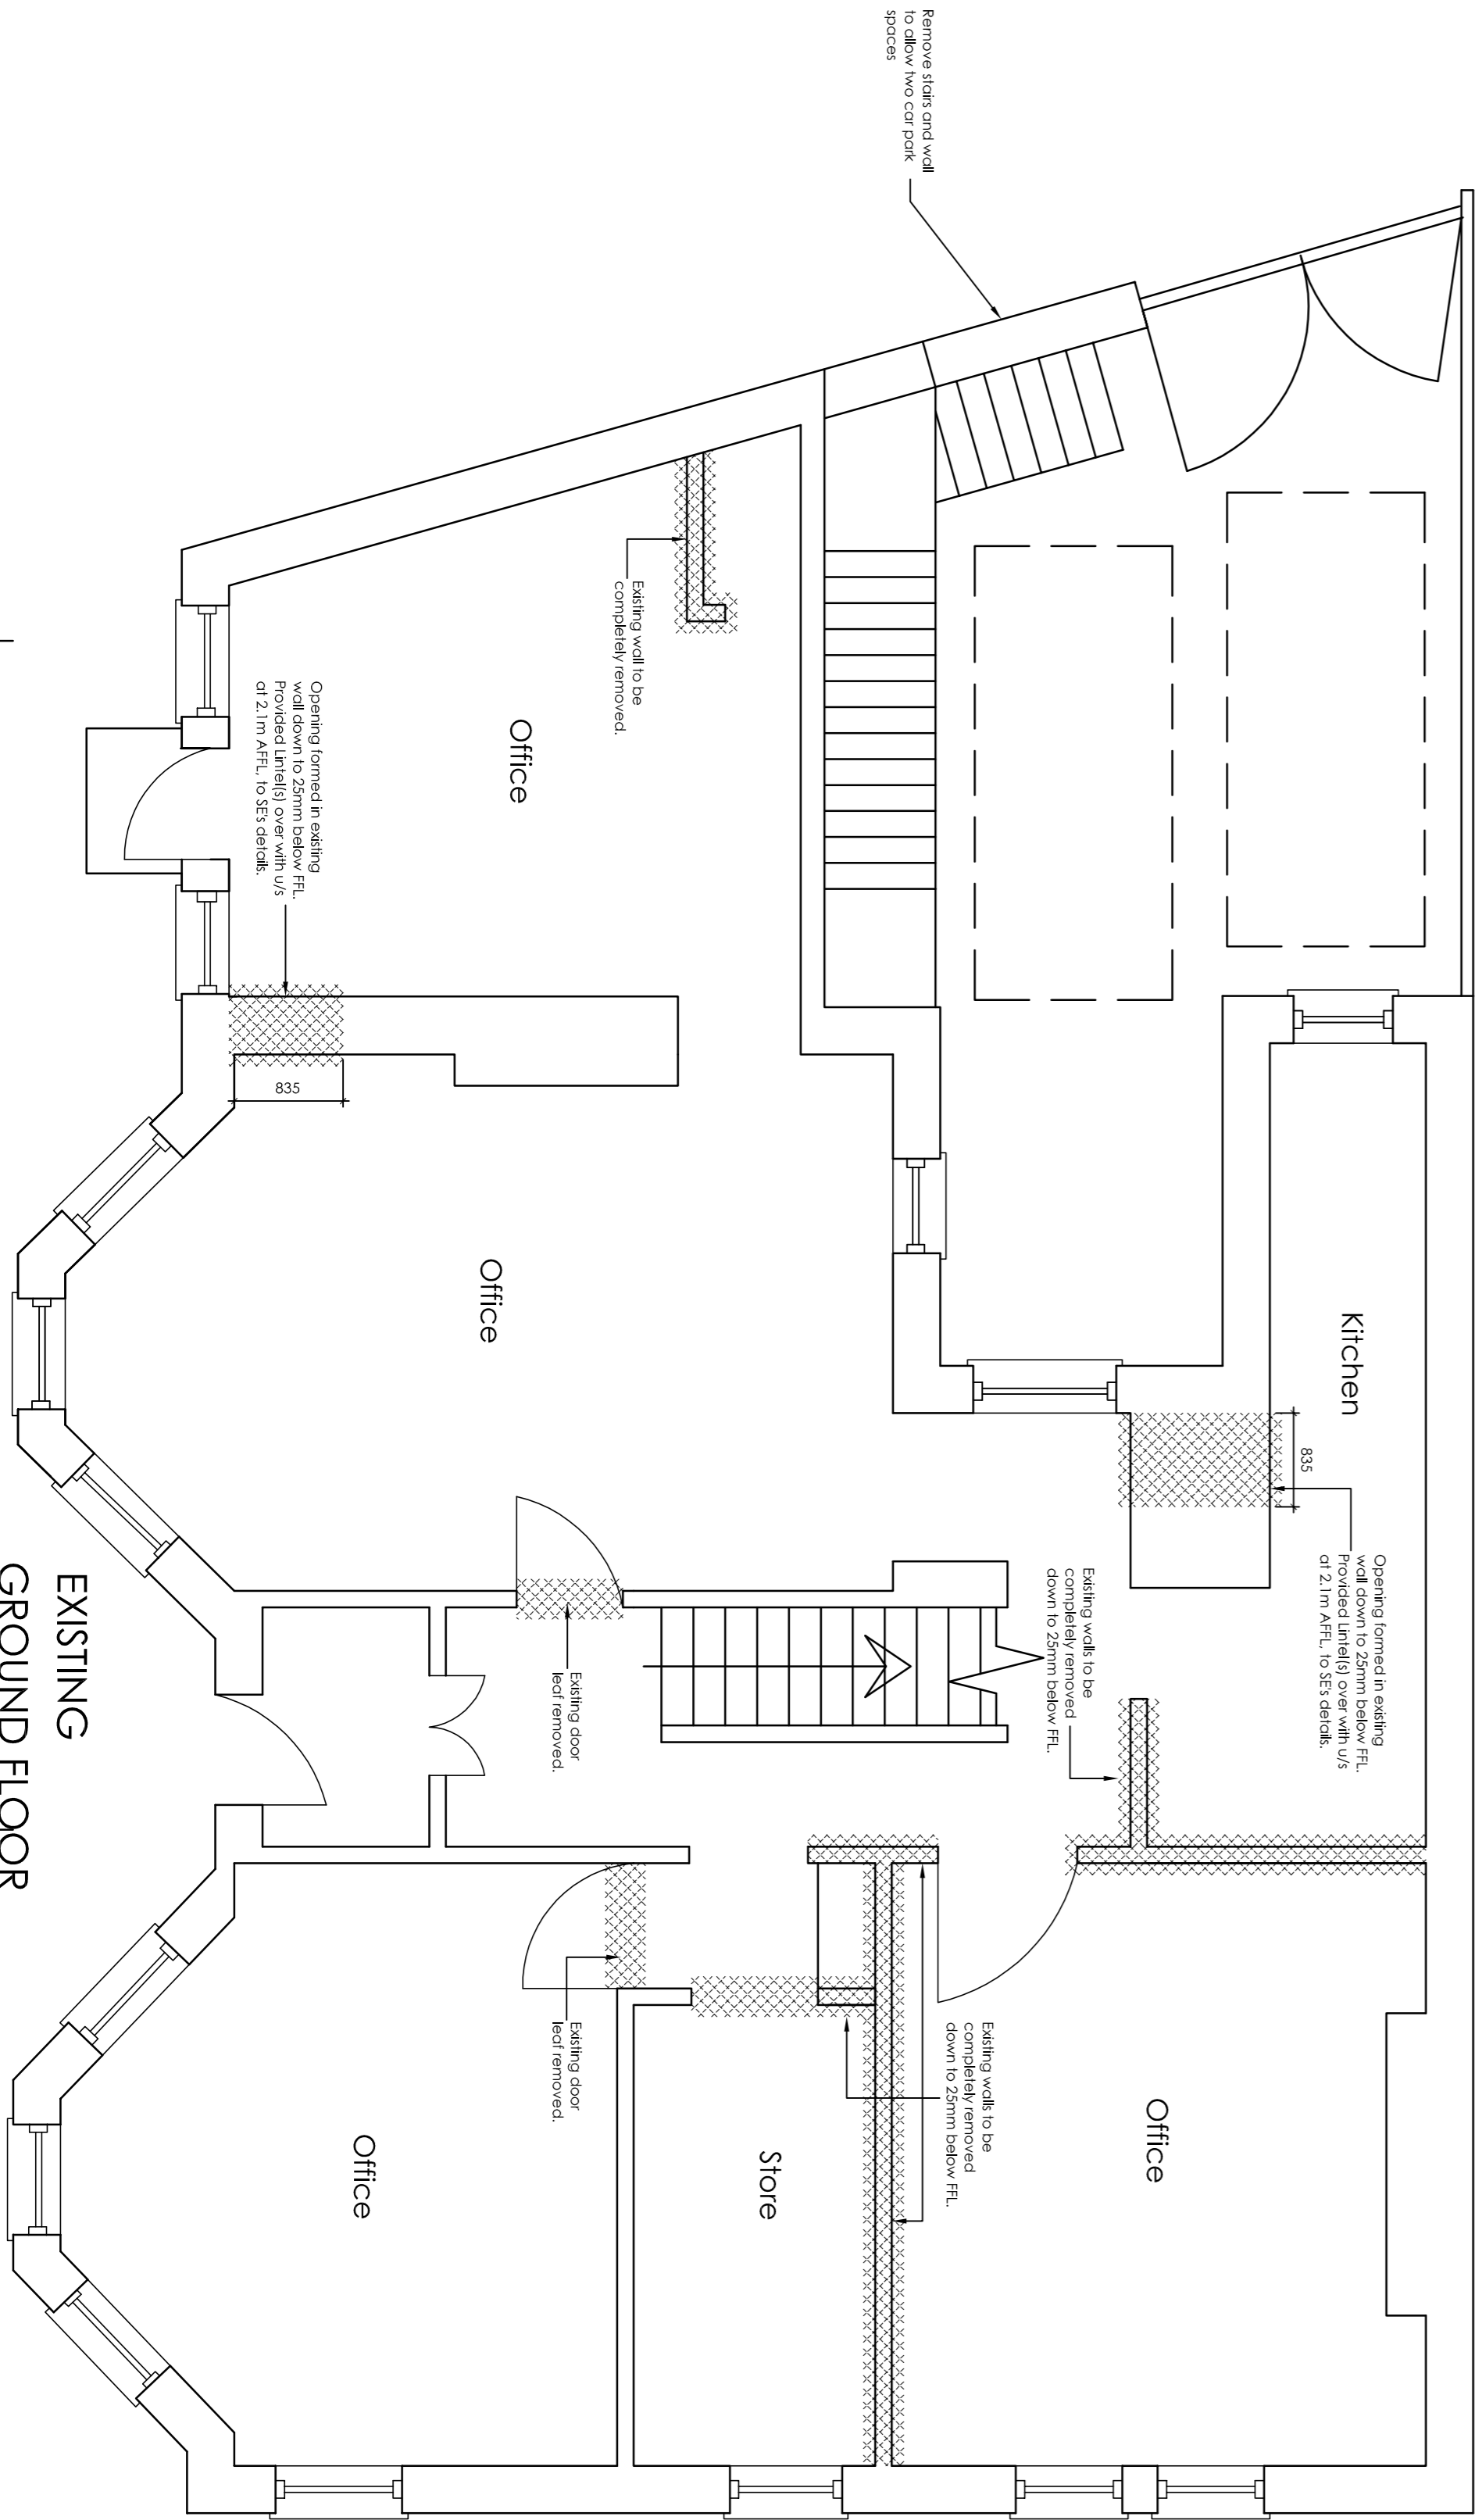 Remove stairs and wall
to allow two car park
spaces
Existing wall to be
completely removed.
Office
Opening formed in existing
wall down to 25mm below FFL.
Provided Lintel(s) over with u/s
at 2.1m AFFL, to SE's details.
835
Office
Kitchen
835
Opening formed in existing
wall down to 25mm below FFL.
Provided Lintel(s) over with u/s
at 2.1m AFFL, to SE's details.
Existing walls to be
completely removed
down to 25mm below FFL.
Existing door
leaf removed.
Existing walls to be
completely removed
down to 25mm below FFL.
Existing door
leaf removed.
Office
Store
Office
EXISTING
GROUND FLOOR